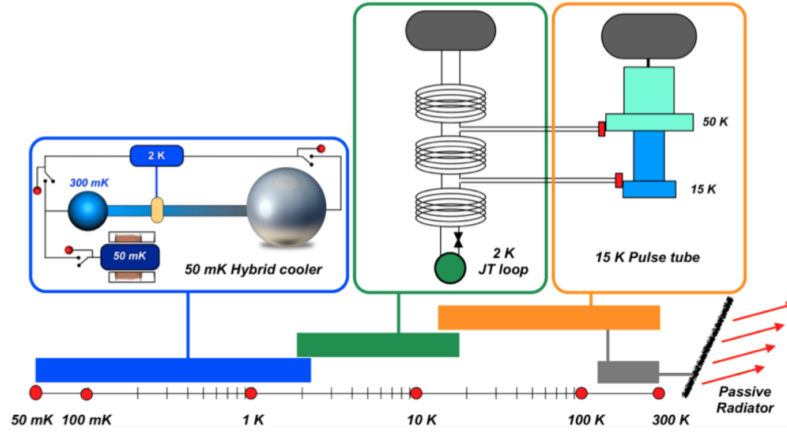 50 K
15 K
15 K Pulse tube
2 K
JT loop
2 K
300 mK
50 mK
50 mK Hybrid cooler
Passive
Radiator
50 mK 100 mK 1 K 10 K 100 K 300 K